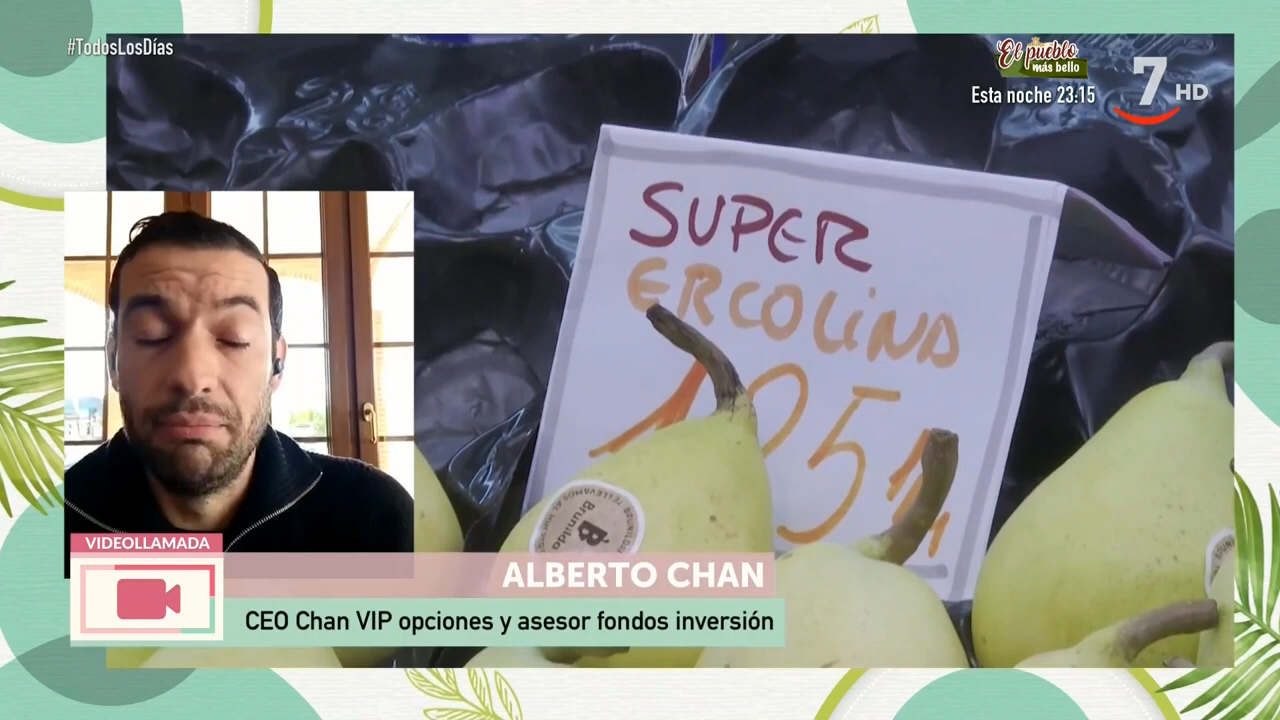 #TodosLosDías
El pueblo
más bello
Esta noche 23:15
7 HD
SUPER
ERCOLINA
Brunilda
VIDEOLLAMADA
ALBERTO CHAN
CEO Chan VIP opciones y asesor fondos inversión